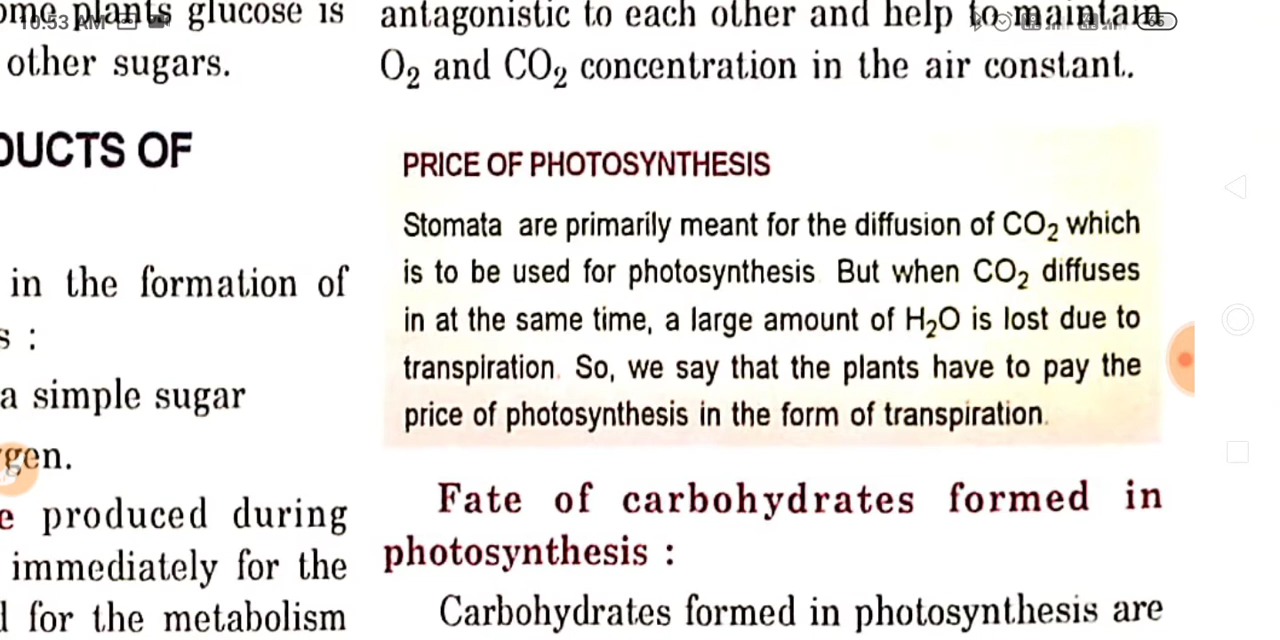 10:53 AM
ome plants glucose is
other sugars.
DUCTS OF
in the formation of
s :
a simple sugar
gen.
e produced during
immediately for the
d for the metabolism
antagonistic to each other and help to maintain
65
O₂ and CO₂ concentration in the air constant.
PRICE OF PHOTOSYNTHESIS
Stomata are primarily meant for the diffusion of CO₂ which
is to be used for photosynthesis But when CO₂ diffuses
in at the same time, a large amount of H₂O is lost due to
transpiration. So, we say that the plants have to pay the
price of photosynthesis in the form of transpiration.
Fate of carbohydrates formed in
photosynthesis :
Carbohydrates formed in photosynthesis are